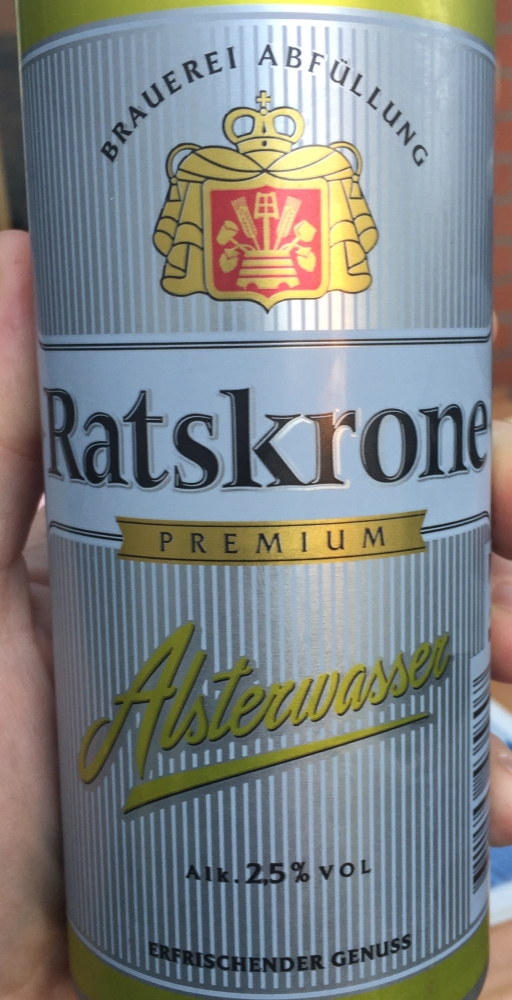 BRAUEREI ABFÜLLUNG
Ratskrone
PREMIUM
Alsterwasser
Alk. 2,5% VOL
ERFRISCHENDER GENUSS